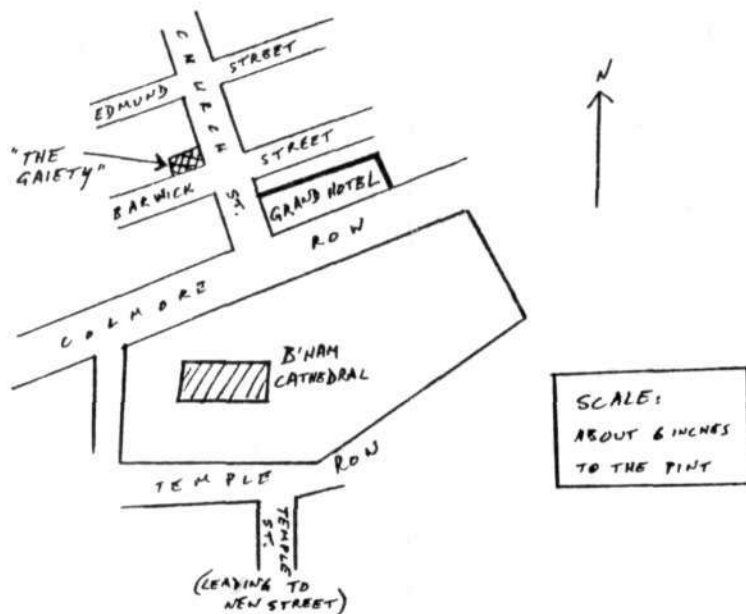 CHURCH ST.
EDMUND STREET
"THE
GAIETY"
BARWICK STREET
GRAND HOTEL
COLMORE ROW
N
B'HAM
CATHEDRAL
SCALE:
ABOUT 6 INCHES
TO THE PINT
TEMPLE ROW
TEMPLE
ST.
(LEADING TO
NEW STREET)